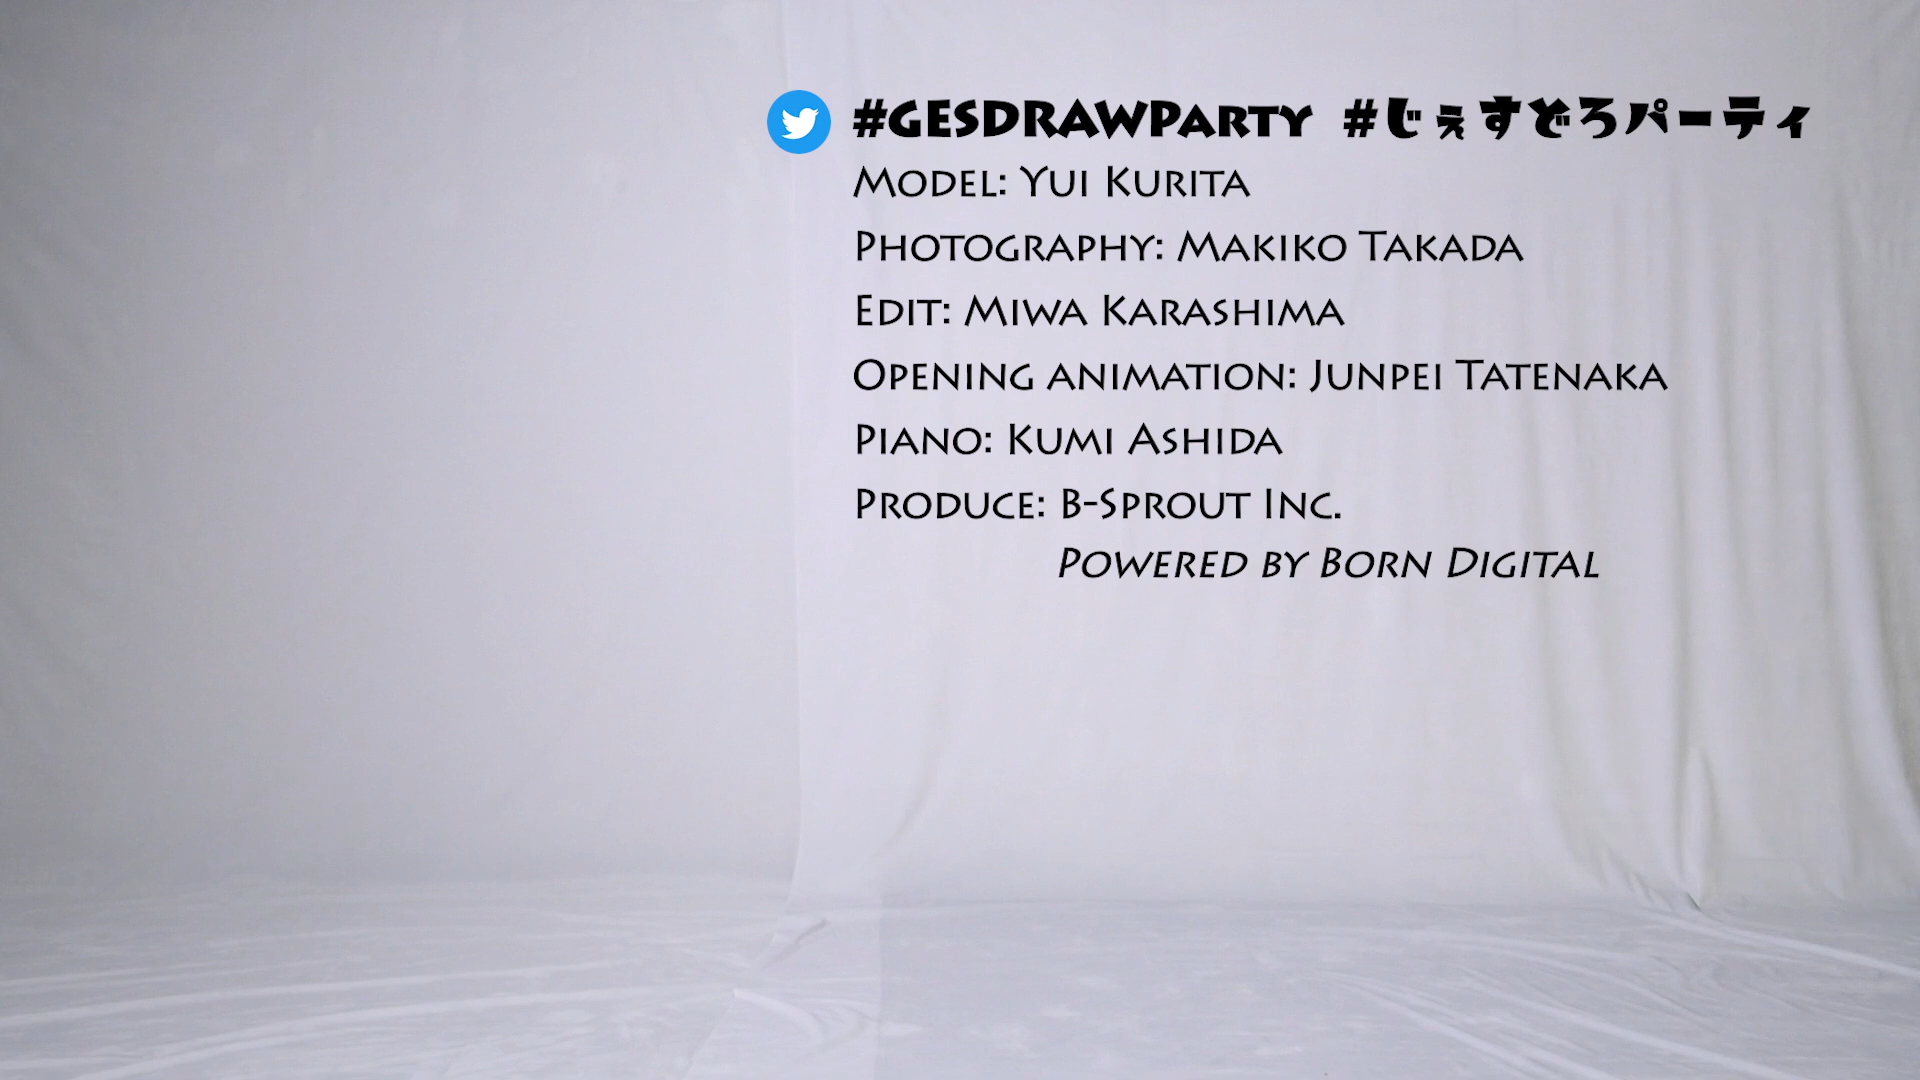 #GESDRAWParty #じぇすどろパーティ
Model: Yui Kurita
Photography: Makiko Takada
Edit: Miwa Karashima
Opening animation: Junpei Tatenaka
Piano: Kumi Ashida
Produce: B-Sprout Inc.
Powered by Born Digital